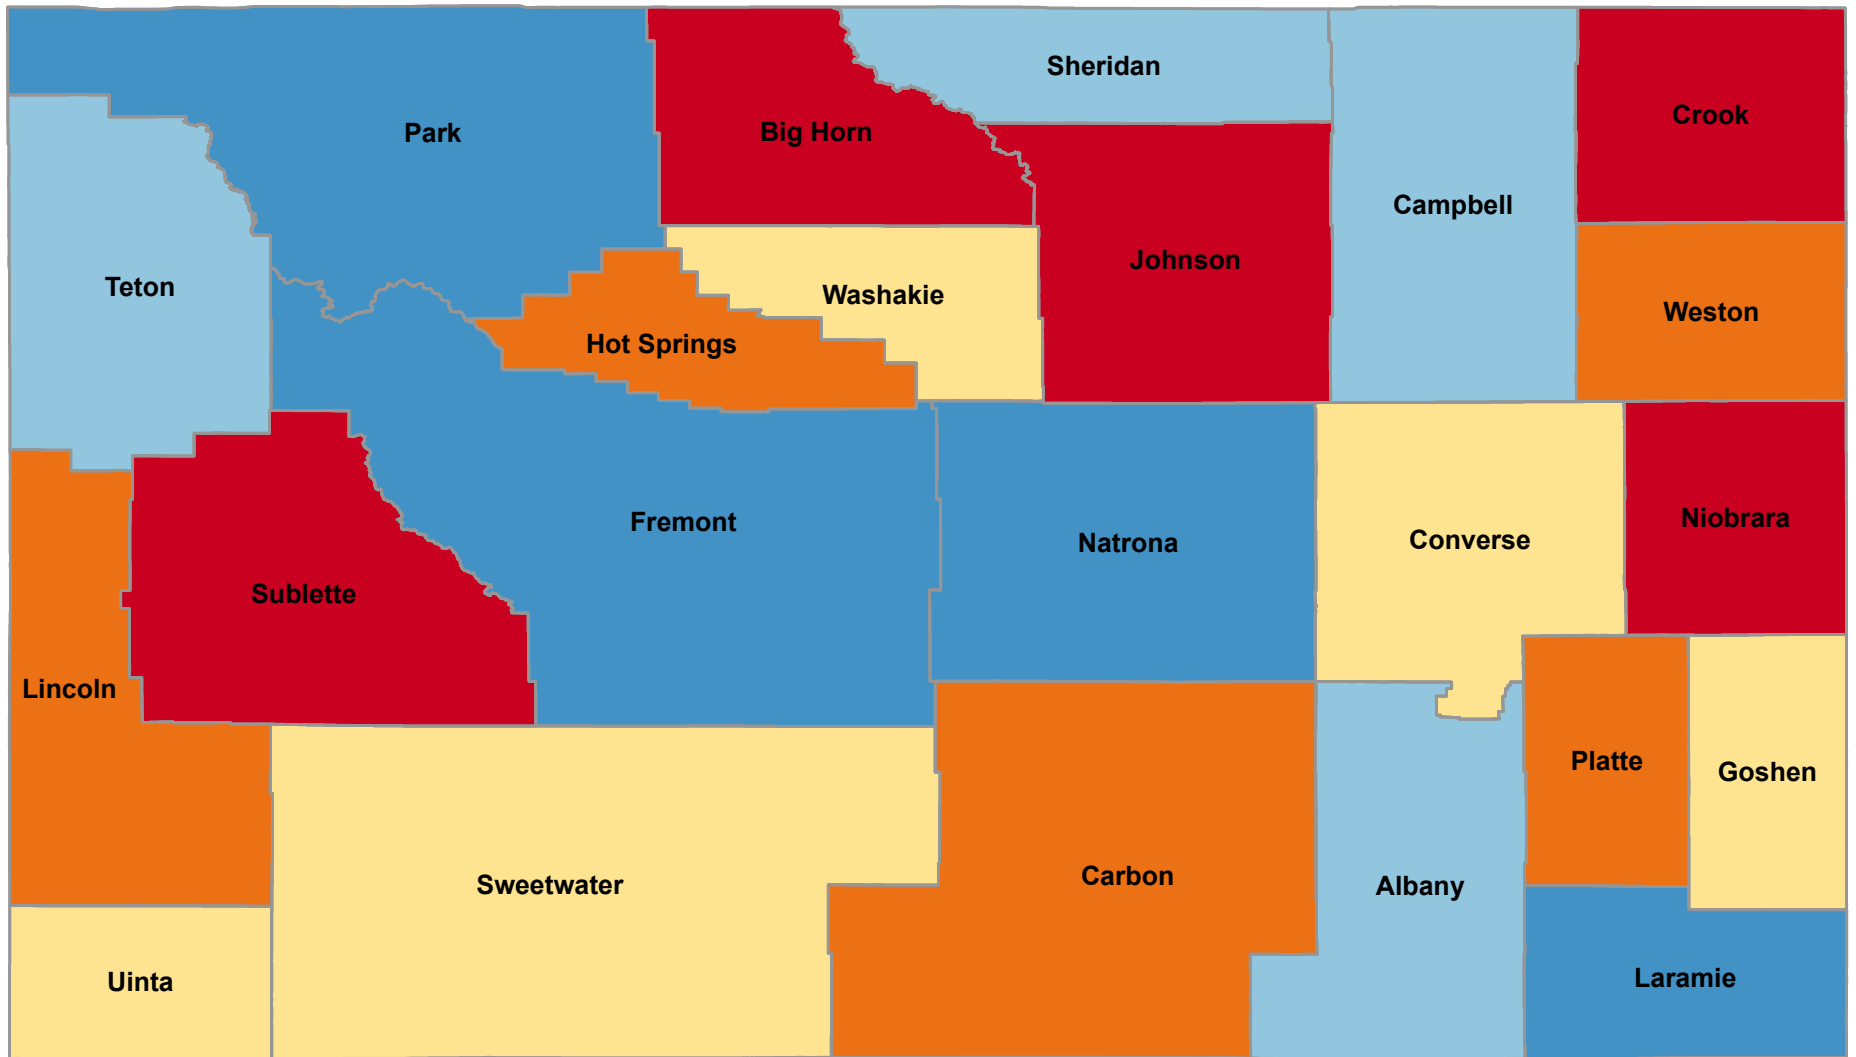 Sheridan
Crook
Park
Big Horn
Campbell
Johnson
Teton
Washakie
Weston
Hot Springs
Fremont
Natrona
Converse
Niobrara
Sublette
Lincoln
Platte
Goshen
Sweetwater
Carbon
Albany
Uinta
Laramie